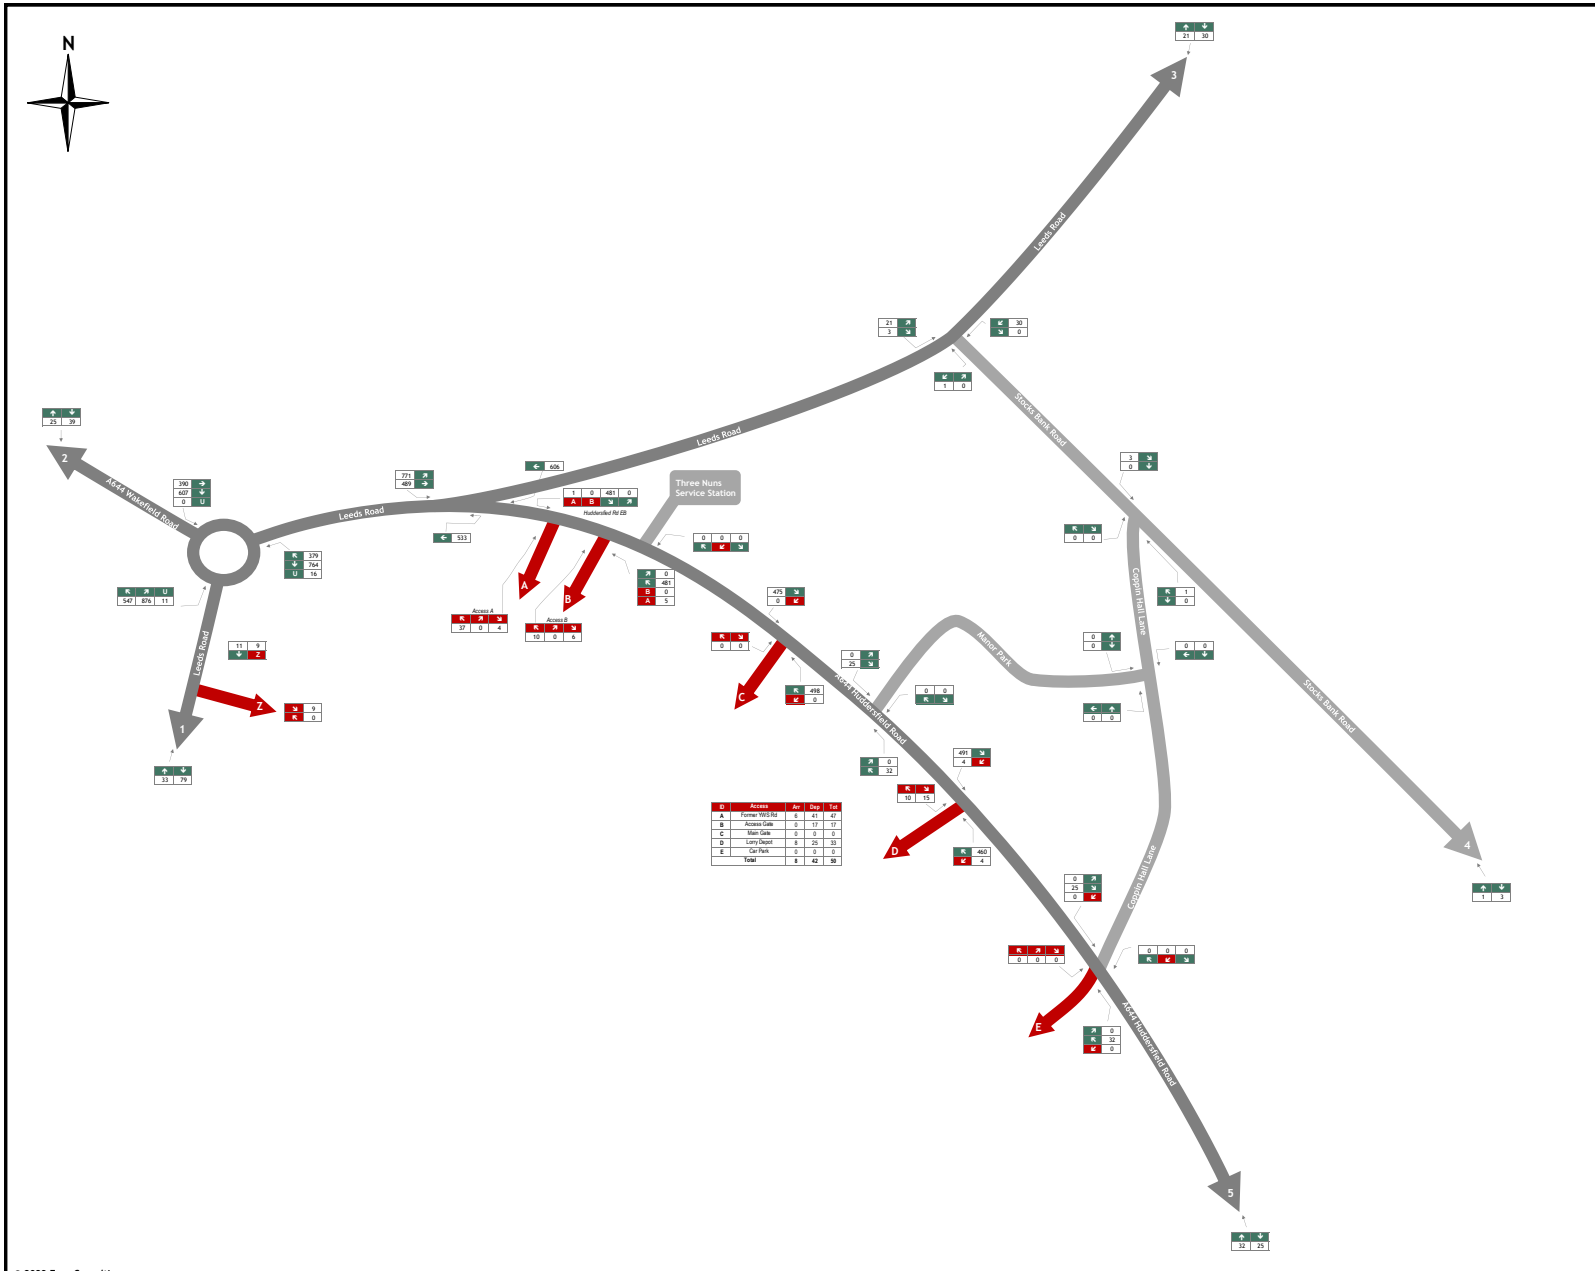 N
↑ ↓
21 30
3
Leeds Road
21 ↗
3 ↘
↙ 30
↘ 0
↙ ↗
1 0
Stocks Bank Road
↑ ↓
25 39
2
A644 Wakefield Road
390 →
607 ↓
0 U
Leeds Road
771 ↗
489 →
← 606
Leeds Road
1 0 481 0
A B ↘ ↗
Huddersfiled Rd EB
Three Nuns
Service Station
3 ↘
0 ↓
← 533
↖ ↘
0 0
0 0 0
↖ ↙ ↘
↖ 379
↓ 764
U 16
↖ ↗ U
547 876 11
A
B
↗ 0
↖ 481
B 0
A 5
475 ↘
0 ↙
Coppin Hall Lane
↖ 1
↓ 0
Access A
↖ ↗ ↘
37 0 4
Access B
↖ ↗ ↘
10 0 6
↖ ↘
0 0
Manor Park
0 ↑
0 ↓
0 0
← ↓
Leeds Road
11 9
↓ Z
0 ↗
25 ↘
C
↖ 498
↙ 0
A644 Huddersfield Road
0 0
↖ ↘
← ↑
0 0
Stocks Bank Road
Z
↘ 9
↖ 0
1
↑ ↓
33 79
↗ 0
↖ 32
491 ↘
4 ↙
↖ ↘
10 15
ID Access Arr Dep Tot
A Former YWS Rd 6 41 47
B Access Gate 0 17 17
C Main Gate 0 0 0
D Lorry Depot 8 25 33
E Car Park 0 0 0
Total 8 42 50
D
↖ 460
↙ 4
4
↑ ↓
1 3
Coppin Hall Lane
0 ↗
25 ↘
0 ↙
↖ ↗ ↘
0 0 0
0 0 0
↖ ↙ ↘
E
↗ 0
↖ 32
↙ 0
A644 Huddersfield Road
5
↑ ↓
32 25